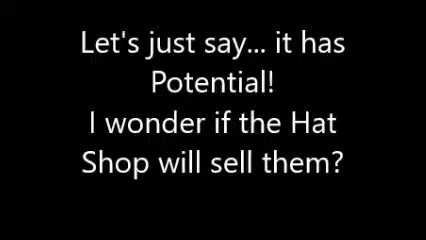 Let's just say... it has
Potential!
I wonder if the Hat
Shop will sell them?